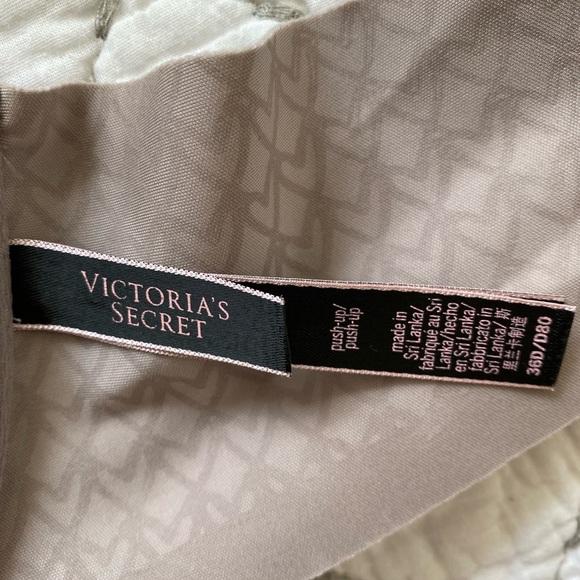 VICTORIA'S
SECRET
push-up/
push-up
made in
Sri Lanka/
fabriqué au Sri
Lanka/hecho
en Sri Lanka/
fabbricato in
Sri Lanka/斯
里兰卡制造
36D/D80